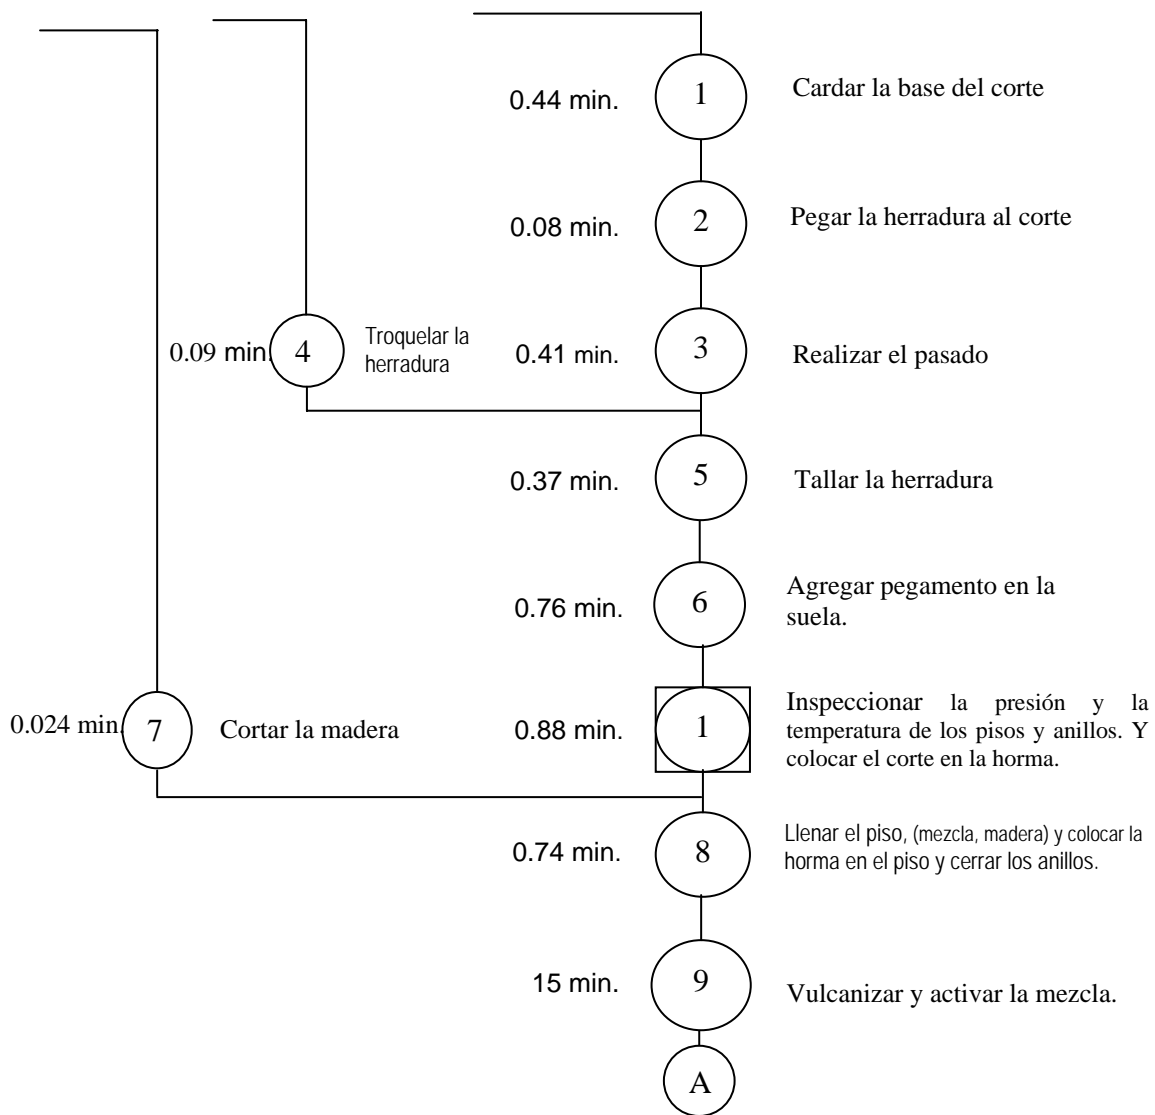 0.44 min.
1
Cardar la base del corte
0.08 min.
2
Pegar la herradura al corte
0.09 min.
4
Troquelar la
herradura
0.41 min.
3
Realizar el pasado
0.37 min.
5
Tallar la herradura
0.76 min.
6
Agregar pegamento en la
suela.
0.024 min.
7
Cortar la madera
0.88 min.
1
Inspeccionar la presión y la
temperatura de los pisos y anillos. Y
colocar el corte en la horma.
0.74 min.
8
Llenar el piso, (mezcla, madera) y colocar la
horma en el piso y cerrar los anillos.
15 min.
9
Vulcanizar y activar la mezcla.
A